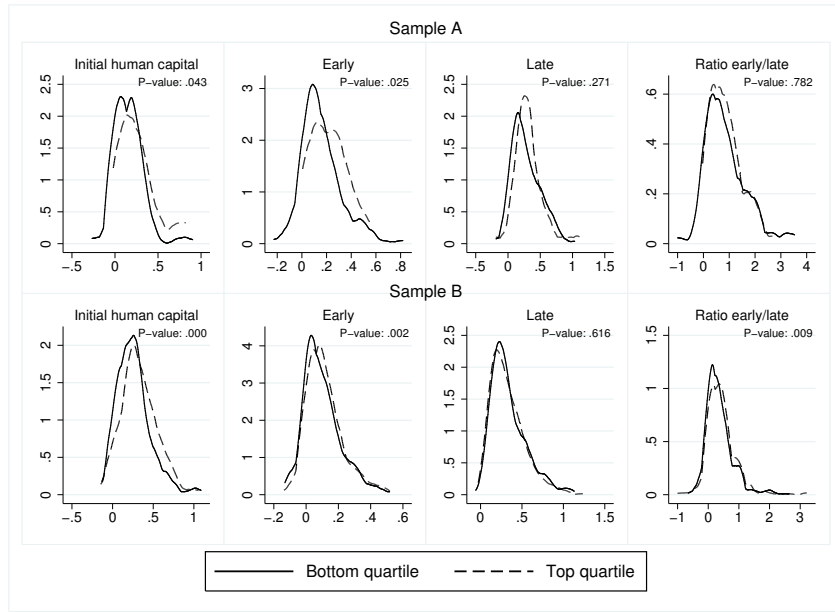 Sample A
Initial human capital
P-value: .043
0 .5 1 1.5 2 2.5
-.5 0 .5 1
Early
P-value: .025
0 1 2 3
-.2 0 .2 .4 .6 .8
Late
P-value: .271
0 .5 1 1.5 2 2.5
-.5 0 .5 1 1.5
Ratio early/late
P-value: .782
0 .2 .4 .6
-1 0 1 2 3 4
Sample B
Initial human capital
P-value: .000
0 .5 1 1.5 2
-.5 0 .5 1
Early
P-value: .002
0 1 2 3 4
-.2 0 .2 .4 .6
Late
P-value: .616
0 .5 1 1.5 2 2.5
0 .5 1 1.5
Ratio early/late
P-value: .009
0 .5 1 1.5
-1 0 1 2 3
Bottom quartile
Top quartile